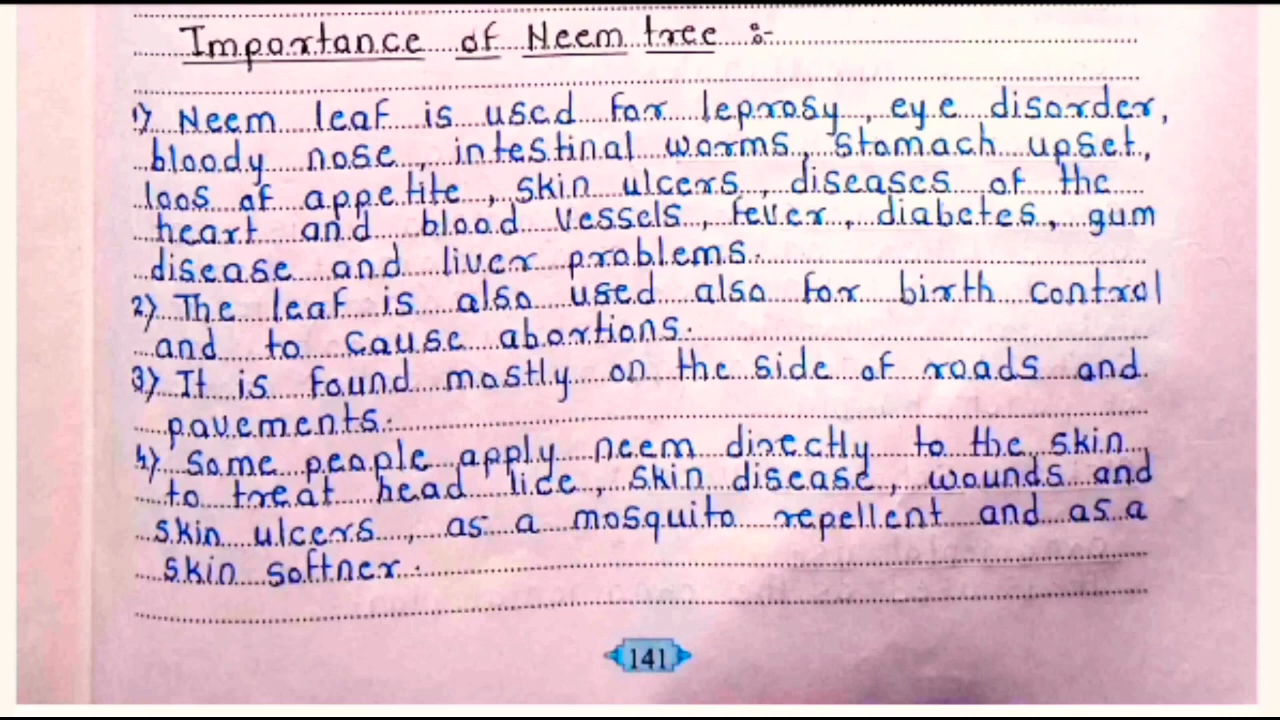 Importance of Neem tree :-
1) Neem leaf is used for leprosy, eye disorder,
bloody nose, intestinal worms, stomach upset,
loos of appetite, skin ulcers, diseases of the
heart and blood vessels, fever, diabetes, gum
disease and liver problems.
2) The leaf is also used also for birth control
and to cause abortions.
3) It is found mostly on the side of roads and
pavements.
4) Some people apply neem directly to the skin
to treat head lice, skin disease, wounds and
skin ulcers, as a mosquito repellent and as a
skin softner.
141